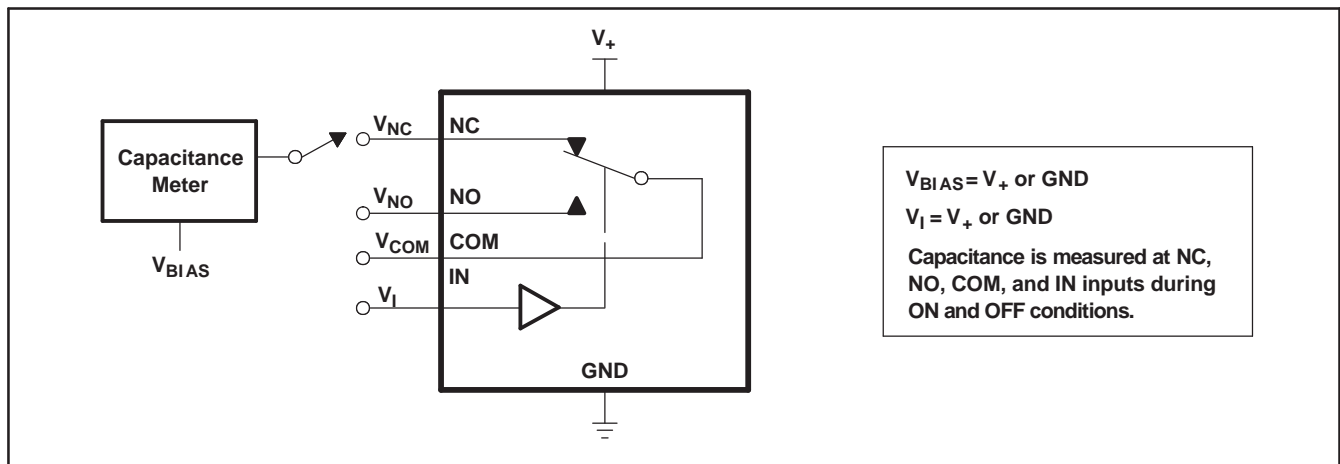 V+
Capacitance
Meter
VBIAS
VNC
NC
VNO
NO
VCOM
COM
IN
VI
GND
VBIAS = V+ or GND
VI = V+ or GND
Capacitance is measured at NC,
NO, COM, and IN inputs during
ON and OFF conditions.